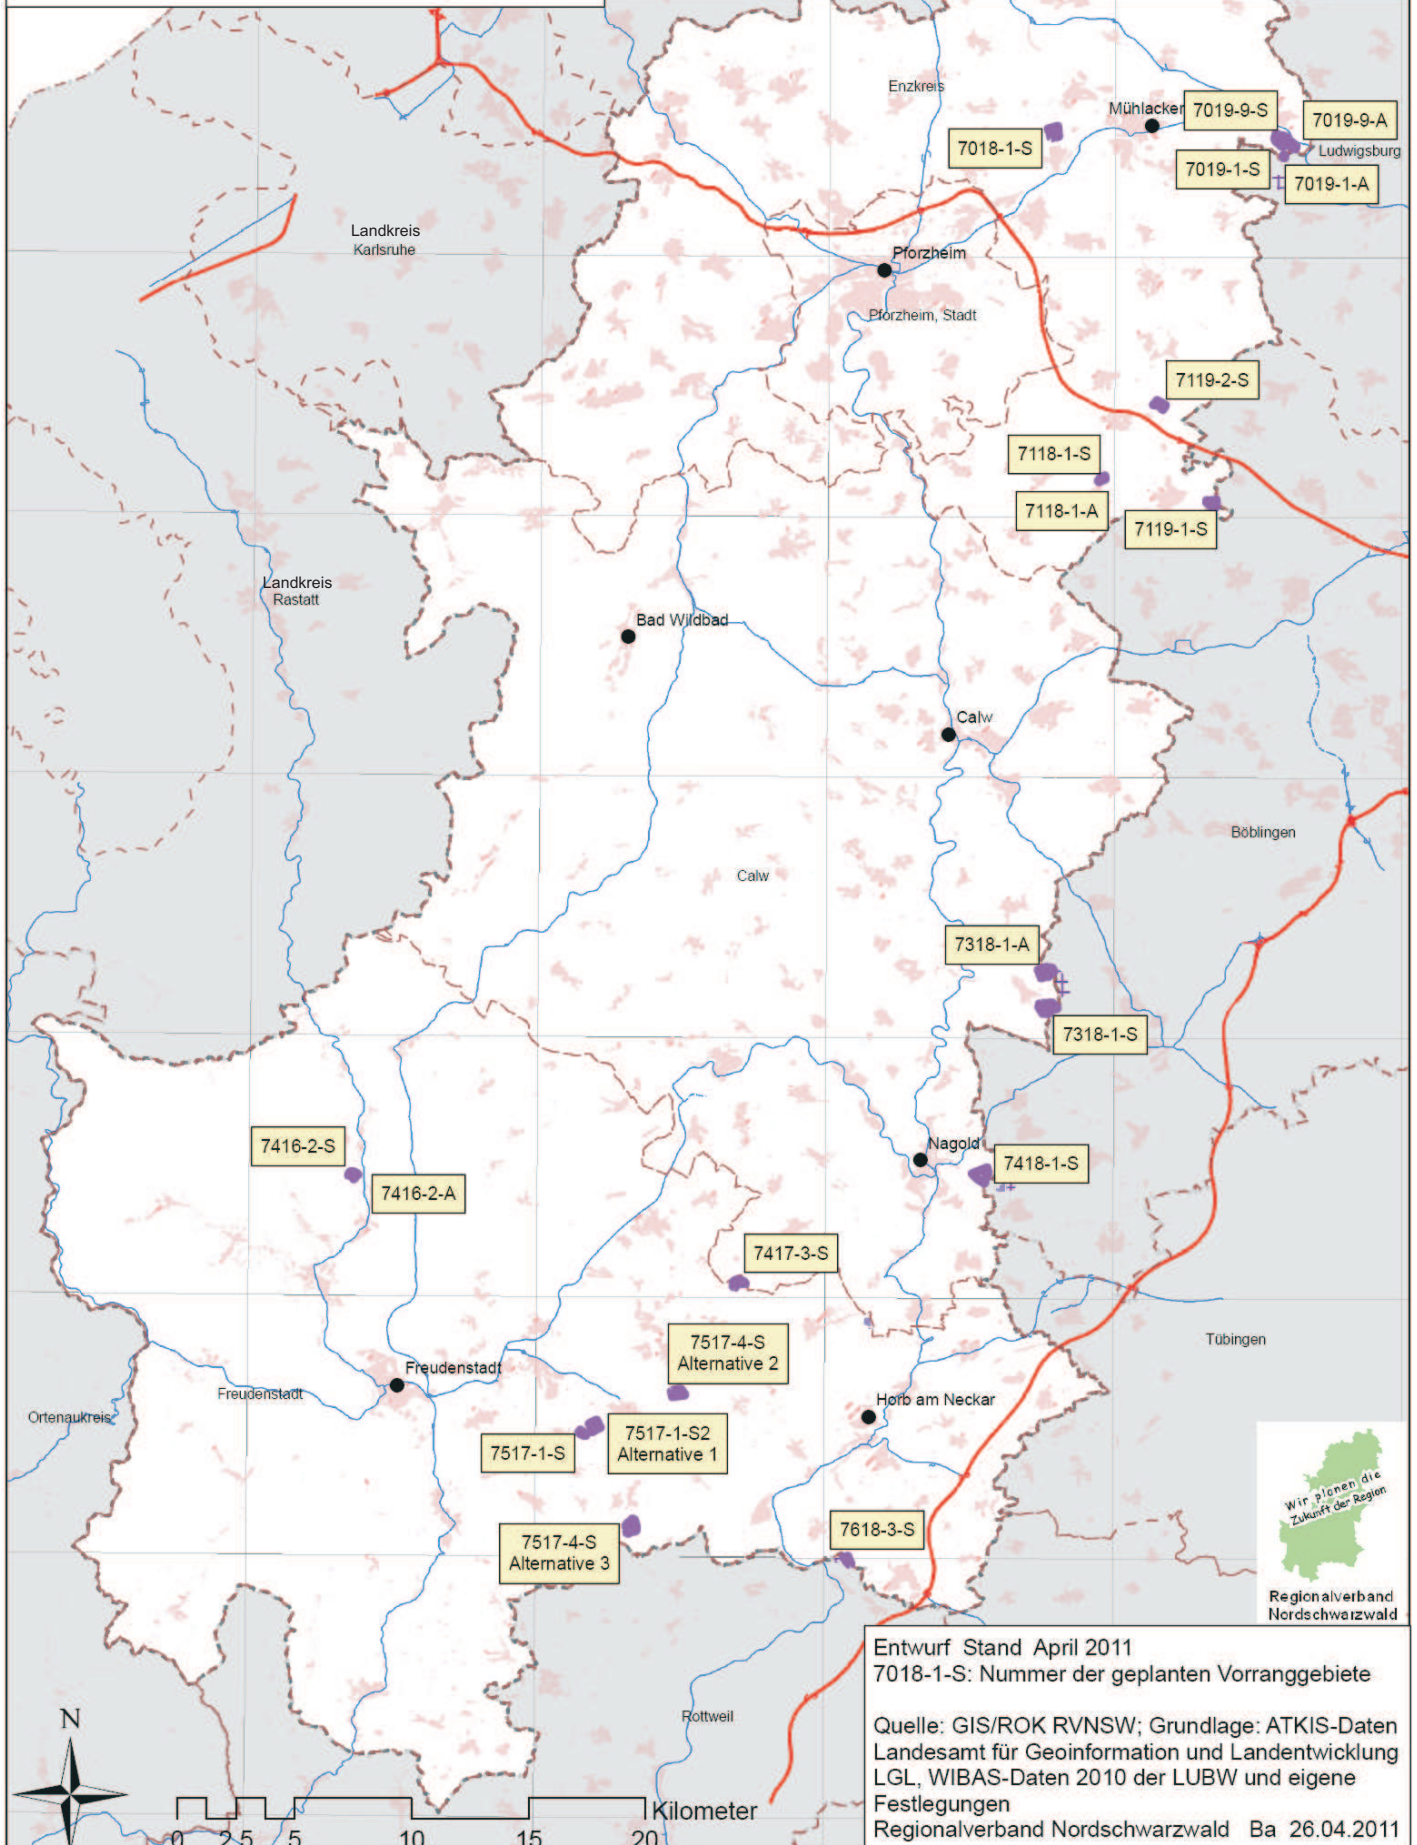 Enzkreis
Mühlacker
7019-9-S
7019-9-A
7018-1-S
Ludwigsburg
7019-1-S
7019-1-A
Landkreis
Karlsruhe
Pforzheim
Pforzheim, Stadt
7119-2-S
7118-1-S
7118-1-A
7119-1-S
Landkreis
Rastatt
Bad Wildbad
Calw
Böblingen
Calw
7318-1-A
7318-1-S
7416-2-S
7416-2-A
Nagold
7418-1-S
7417-3-S
7517-4-S
Alternative 2
Tübingen
Freudenstadt
Freudenstadt
Horb am Neckar
Ortenaukreis
7517-1-S
7517-1-S2
Alternative 1
7517-4-S
Alternative 3
7618-3-S
Wir planen die
Zukunft der Region
Regionalverband
Nordschwarzwald
Rottweil
N
Kilometer
0 2,5 5 10 20
Entwurf Stand April 2011
7018-1-S: Nummer der geplanten Vorranggebiete
Quelle: GIS/ROK RVNSW; Grundlage: ATKIS-Daten
Landesamt für Geoinformation und Landentwicklung
LGL, WIBAS-Daten 2010 der LUBW und eigene
Festlegungen
Regionalverband Nordschwarzwald Ba 26.04.2011